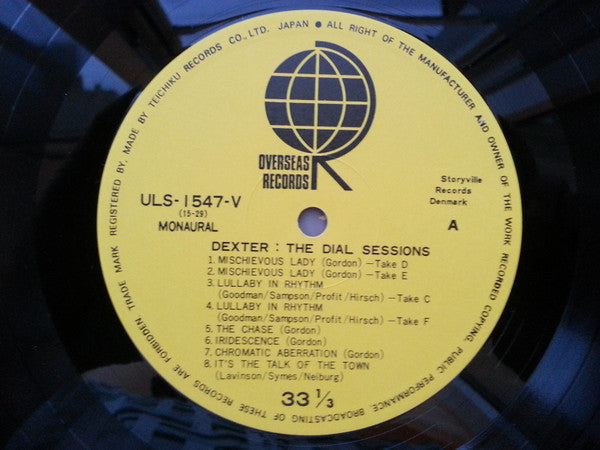 TRADE MARK REGISTERED. BY. MADE BY TEICHIKU RECORDS CO., LTD. JAPAN ● ALL RIGHT OF THE MANUFACTURER AND OWNER OF THE WORK RECORDED COPYING, PUBLIC PERFORMANCE, BROADCASTING OF THESE RECORDS ARE FORBIDDEN
R
OVERSEAS
RECORDS
ULS-1547-V
(15-29)
MONAURAL
Storyville
Records
Denmark
A
DEXTER : THE DIAL SESSIONS
1. MISCHIEVOUS LADY (Gordon) —Take D
2. MISCHIEVOUS LADY (Gordon) —Take E
3. LULLABY IN RHYTHM
(Goodman/Sampson/Profit/Hirsch) —Take C
4. LULLABY IN RHYTHM
(Goodman/Sampson/Profit/Hirsch) —Take F
5. THE CHASE (Gordon)
6. IRIDESCENCE (Gordon)
7. CHROMATIC ABERRATION (Gordon)
8. IT'S THE TALK OF THE TOWN
(Lavinson/Symes/Neiburg)
33 1/3